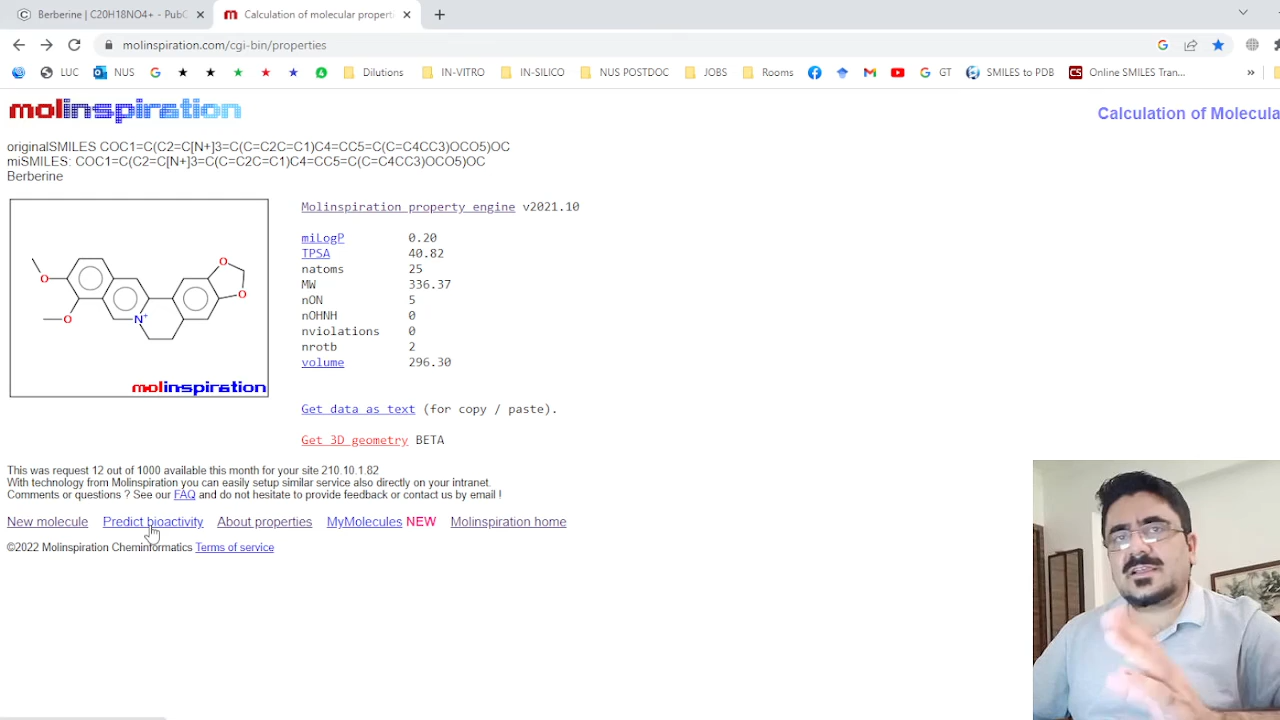 Berberine | C20H18NO4+ - PubC
Calculation of molecular propert
molinspiration.com/cgi-bin/properties
LUC
NUS
Dilutions
IN-VITRO
IN-SILICO
NUS POSTDOC
JOBS
Rooms
GT
SMILES to PDB
CS Online SMILES Tran...
molinspiration
Calculation of Molecula
originalSMILES COC1=C(C2=C[N+]3=C(C=C2C=C1)C4=CC5=C(C=C4CC3)OCO5)OC
miSMILES: COC1=C(C2=C[N+]3=C(C=C2C=C1)C4=CC5=C(C=C4CC3)OCO5)OC
Berberine
O
O
N+
O
O
molinspiration
Molinspiration property engine v2021.10
miLogP 0.20
TPSA 40.82
natoms 25
MW 336.37
nON 5
nOHNH 0
nviolations 0
nrotb 2
volume 296.30
Get data as text (for copy / paste).
Get 3D geometry BETA
This was request 12 out of 1000 available this month for your site 210.10.1.82
With technology from Molinspiration you can easily setup similar service also directly on your intranet.
Comments or questions ? See our FAQ and do not hesitate to provide feedback or contact us by email !
New molecule Predict bioactivity About properties MyMolecules NEW Molinspiration home
©2022 Molinspiration Cheminformatics Terms of service